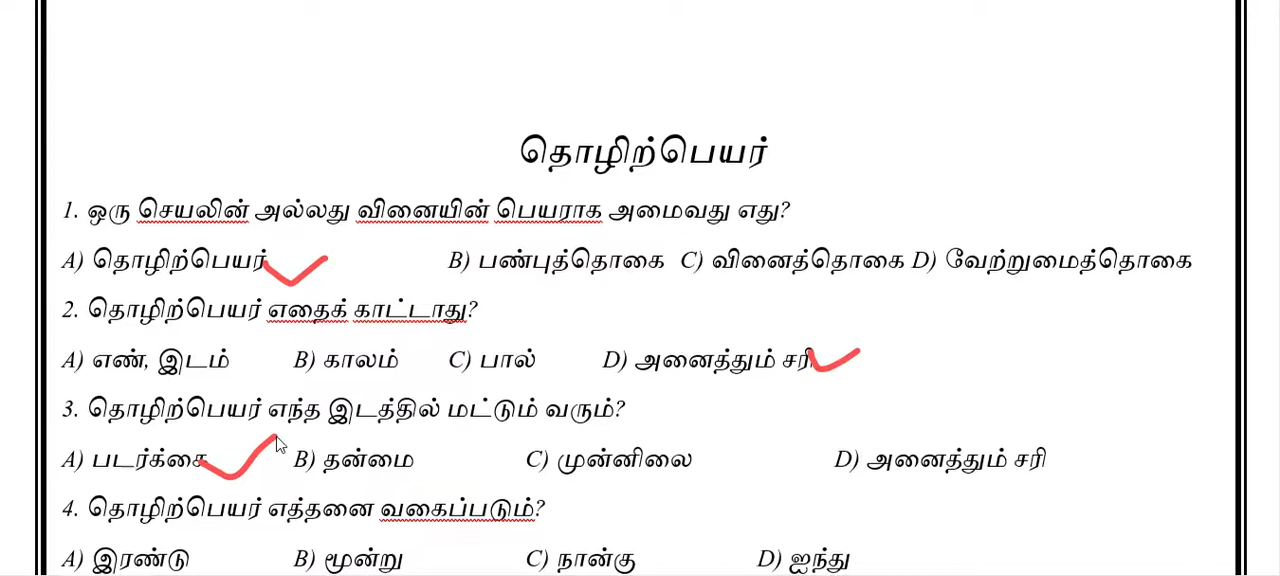 தொழிற்பெயர்
1. ஒரு செயலின் அல்லது வினையின் பெயராக அமைவது எது?
A) தொழிற்பெயர் B) பண்புத்தொகை C) வினைத்தொகை D) வேற்றுமைத்தொகை
2. தொழிற்பெயர் எதைக் காட்டாது?
A) எண், இடம் B) காலம் C) பால் D) அனைத்தும் சரி
3. தொழிற்பெயர் எந்த இடத்தில் மட்டும் வரும்?
A) படர்க்கை B) தன்மை C) முன்னிலை D) அனைத்தும் சரி
4. தொழிற்பெயர் எத்தனை வகைப்படும்?
A) இரண்டு B) மூன்று C) நான்கு D) ஐந்து